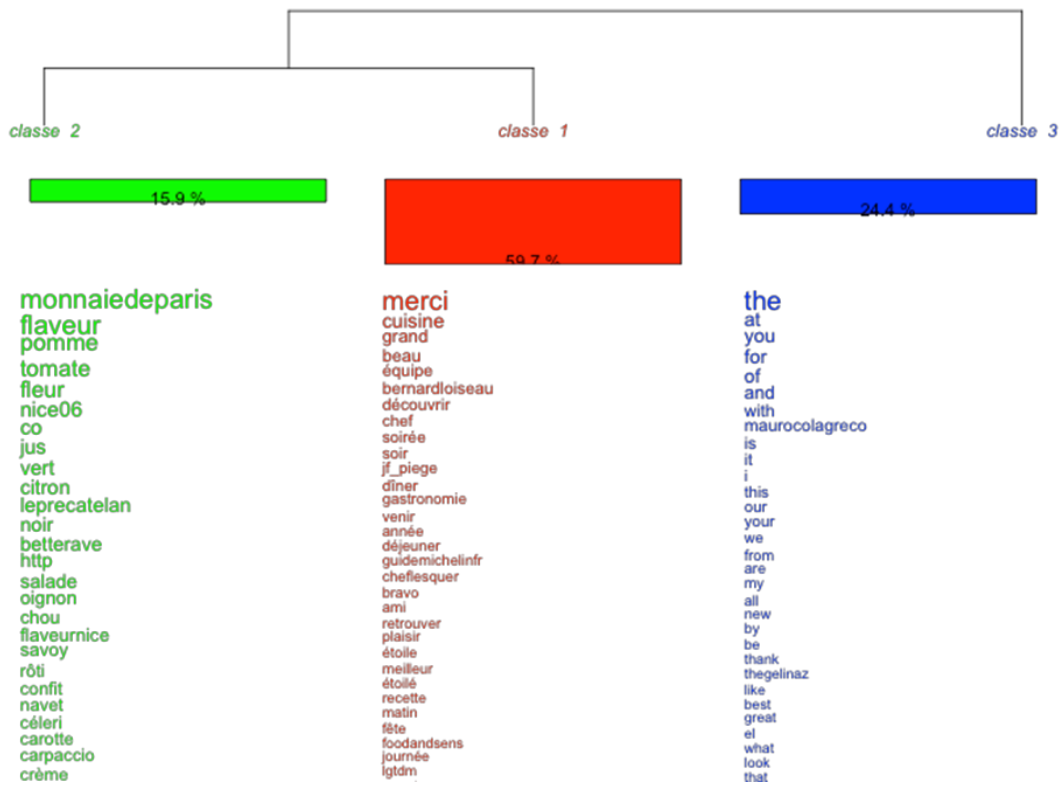 classe 2
classe 1
classe 3
15.9 %
59.7 %
24.4 %
monnaiedeparis
flaveur
pomme
tomate
fleur
nice06
co
jus
vert
citron
leprecatelan
noir
betterave
http
salade
oignon
chou
flaveurnice
savoy
rôti
confit
navet
céleri
carotte
carpaccio
crème
merci
cuisine
grand
beau
équipe
bernardloiseau
découvrir
chef
soirée
soir
jf_piege
dîner
gastronomie
venir
année
déjeuner
guidemichelinfr
cheflesquer
bravo
ami
retrouver
plaisir
étoile
meilleur
étoilé
recette
matin
fête
foodandsens
journée
lgtdm
the
at
you
for
of
and
with
maurocolagreco
is
it
i
this
our
your
we
from
are
my
all
new
by
be
thank
thegelinaz
like
best
great
el
what
look
that